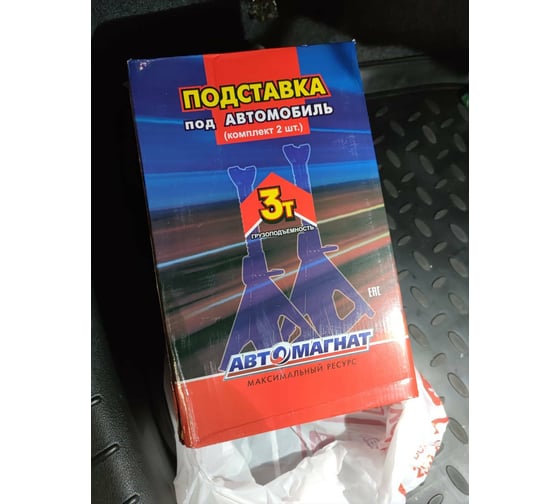 ПОДСТАВКА
под АВТОМОБИЛЬ
(комплект 2 шт.)
3т
ГРУЗОПОДЪЕМНОСТЬ
EAC
АВТОМАГНАТ
МАКСИМАЛЬНЫЙ РЕСУРС